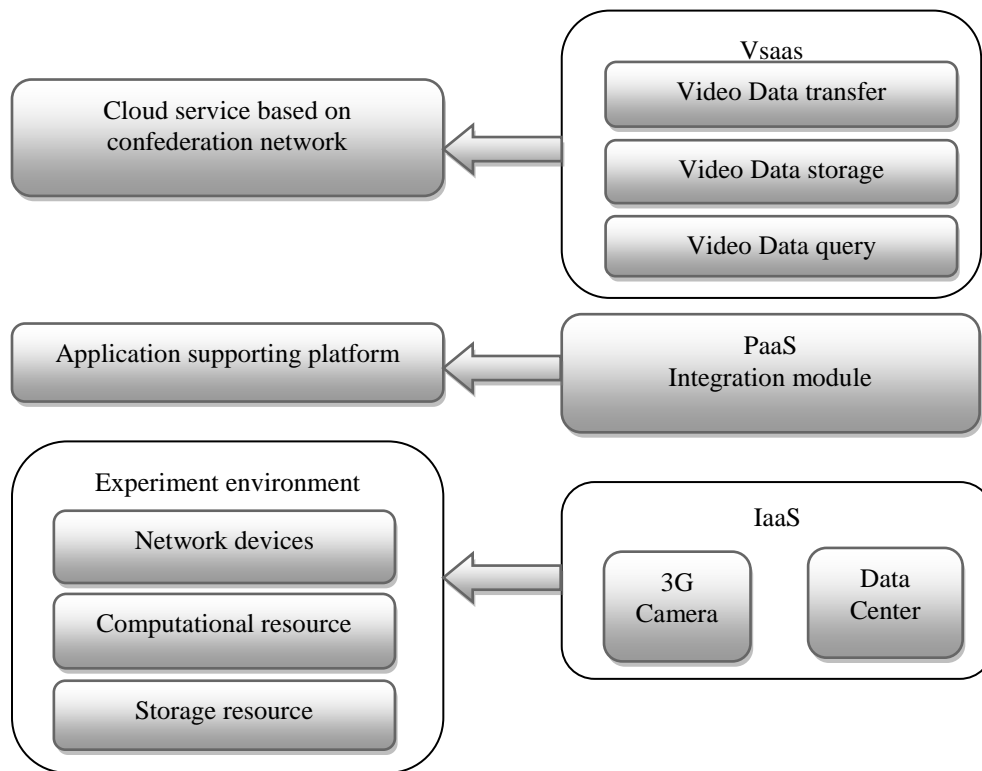 Vsaas
Video Data transfer
Video Data storage
Video Data query
Cloud service based on
confederation network
Application supporting platform
PaaS
Integration module
Experiment environment
Network devices
Computational resource
Storage resource
IaaS
3G
Camera
Data
Center